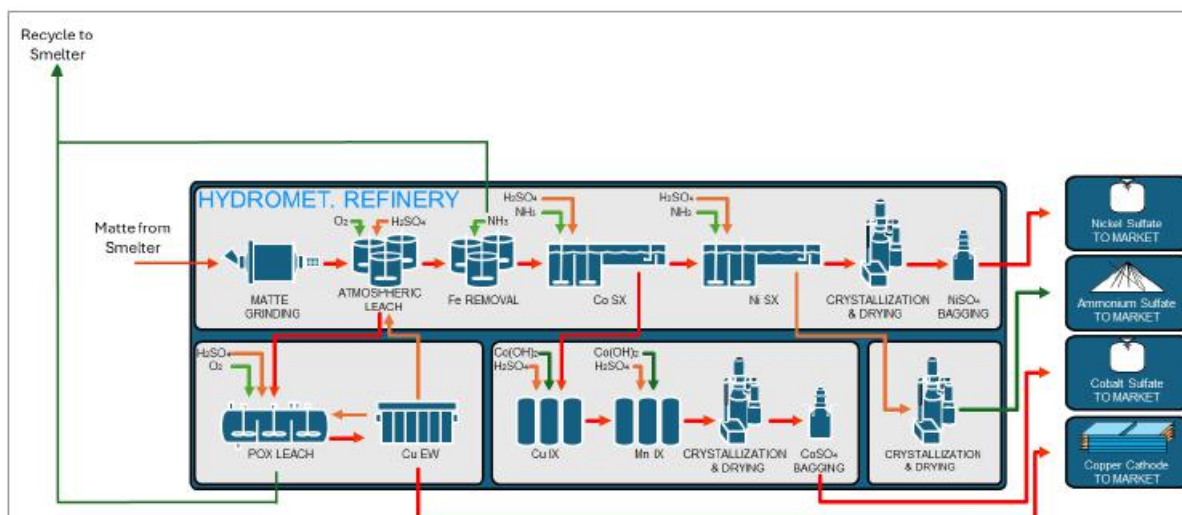 Recycle to
Smelter
HYDROMET. REFINERY
Matte from
Smelter
O₂
H₂SO₄
NH₃
H₂SO₄
NH₃
H₂SO₄
NH₃
MATTE
GRINDING
ATMOSPHERIC
LEACH
Fe REMOVAL
Co SX
Ni SX
CRYSTALLIZATION
& DRYING
NiSO₄
BAGGING
Nickel Sulfate
TO MARKET
Ammonium Sulfate
TO MARKET
Cobalt Sulfate
TO MARKET
Copper Cathode
TO MARKET
H₂SO₄
O₂
POX LEACH
Cu EW
Co(OH)₂
H₂SO₄
Co(OH)₂
H₂SO₄
Cu IX
Mn IX
CRYSTALLIZATION
& DRYING
CoSO₄
BAGGING
CRYSTALLIZATION
& DRYING